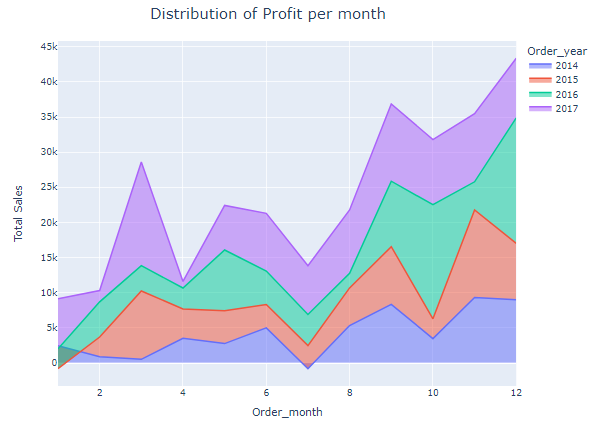 Distribution of Profit per month
Order_year
2014
2015
2016
2017
45k
40k
35k
30k
25k
20k
15k
10k
5k
0
Total Sales
2 4 6 8 10 12
Order_month